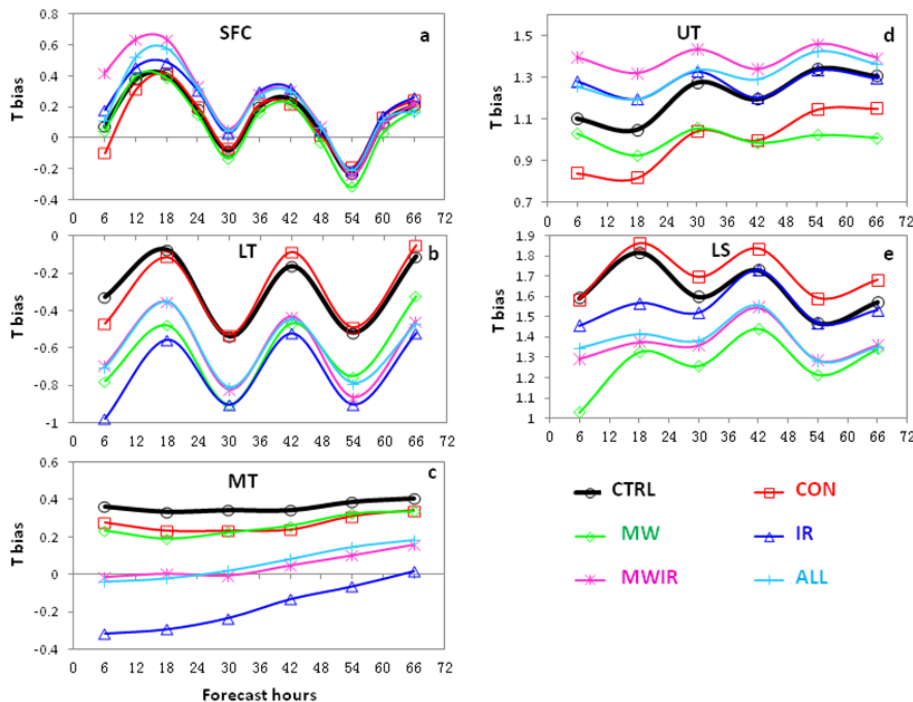 SFC a
T bias
0.8
0.6
0.4
0.2
0
-0.2
-0.4
0 6 12 18 24 30 36 42 48 54 60 66 72
UT d
T bias
1.5
1.3
1.1
0.9
0.7
0 6 12 18 24 30 36 42 48 54 60 66 72
LT b
T bias
0
-0.2
-0.4
-0.6
-0.8
-1
0 6 12 18 24 30 36 42 48 54 60 66 72
LS e
T bias
1.9
1.8
1.7
1.6
1.5
1.4
1.3
1.2
1.1
1
0 6 12 18 24 30 36 42 48 54 60 66 72
MT c
T bias
0.6
0.4
0.2
0
-0.2
-0.4
0 6 12 18 24 30 36 42 48 54 60 66 72
Forecast hours
CTRL CON
MW IR
MWIR ALL